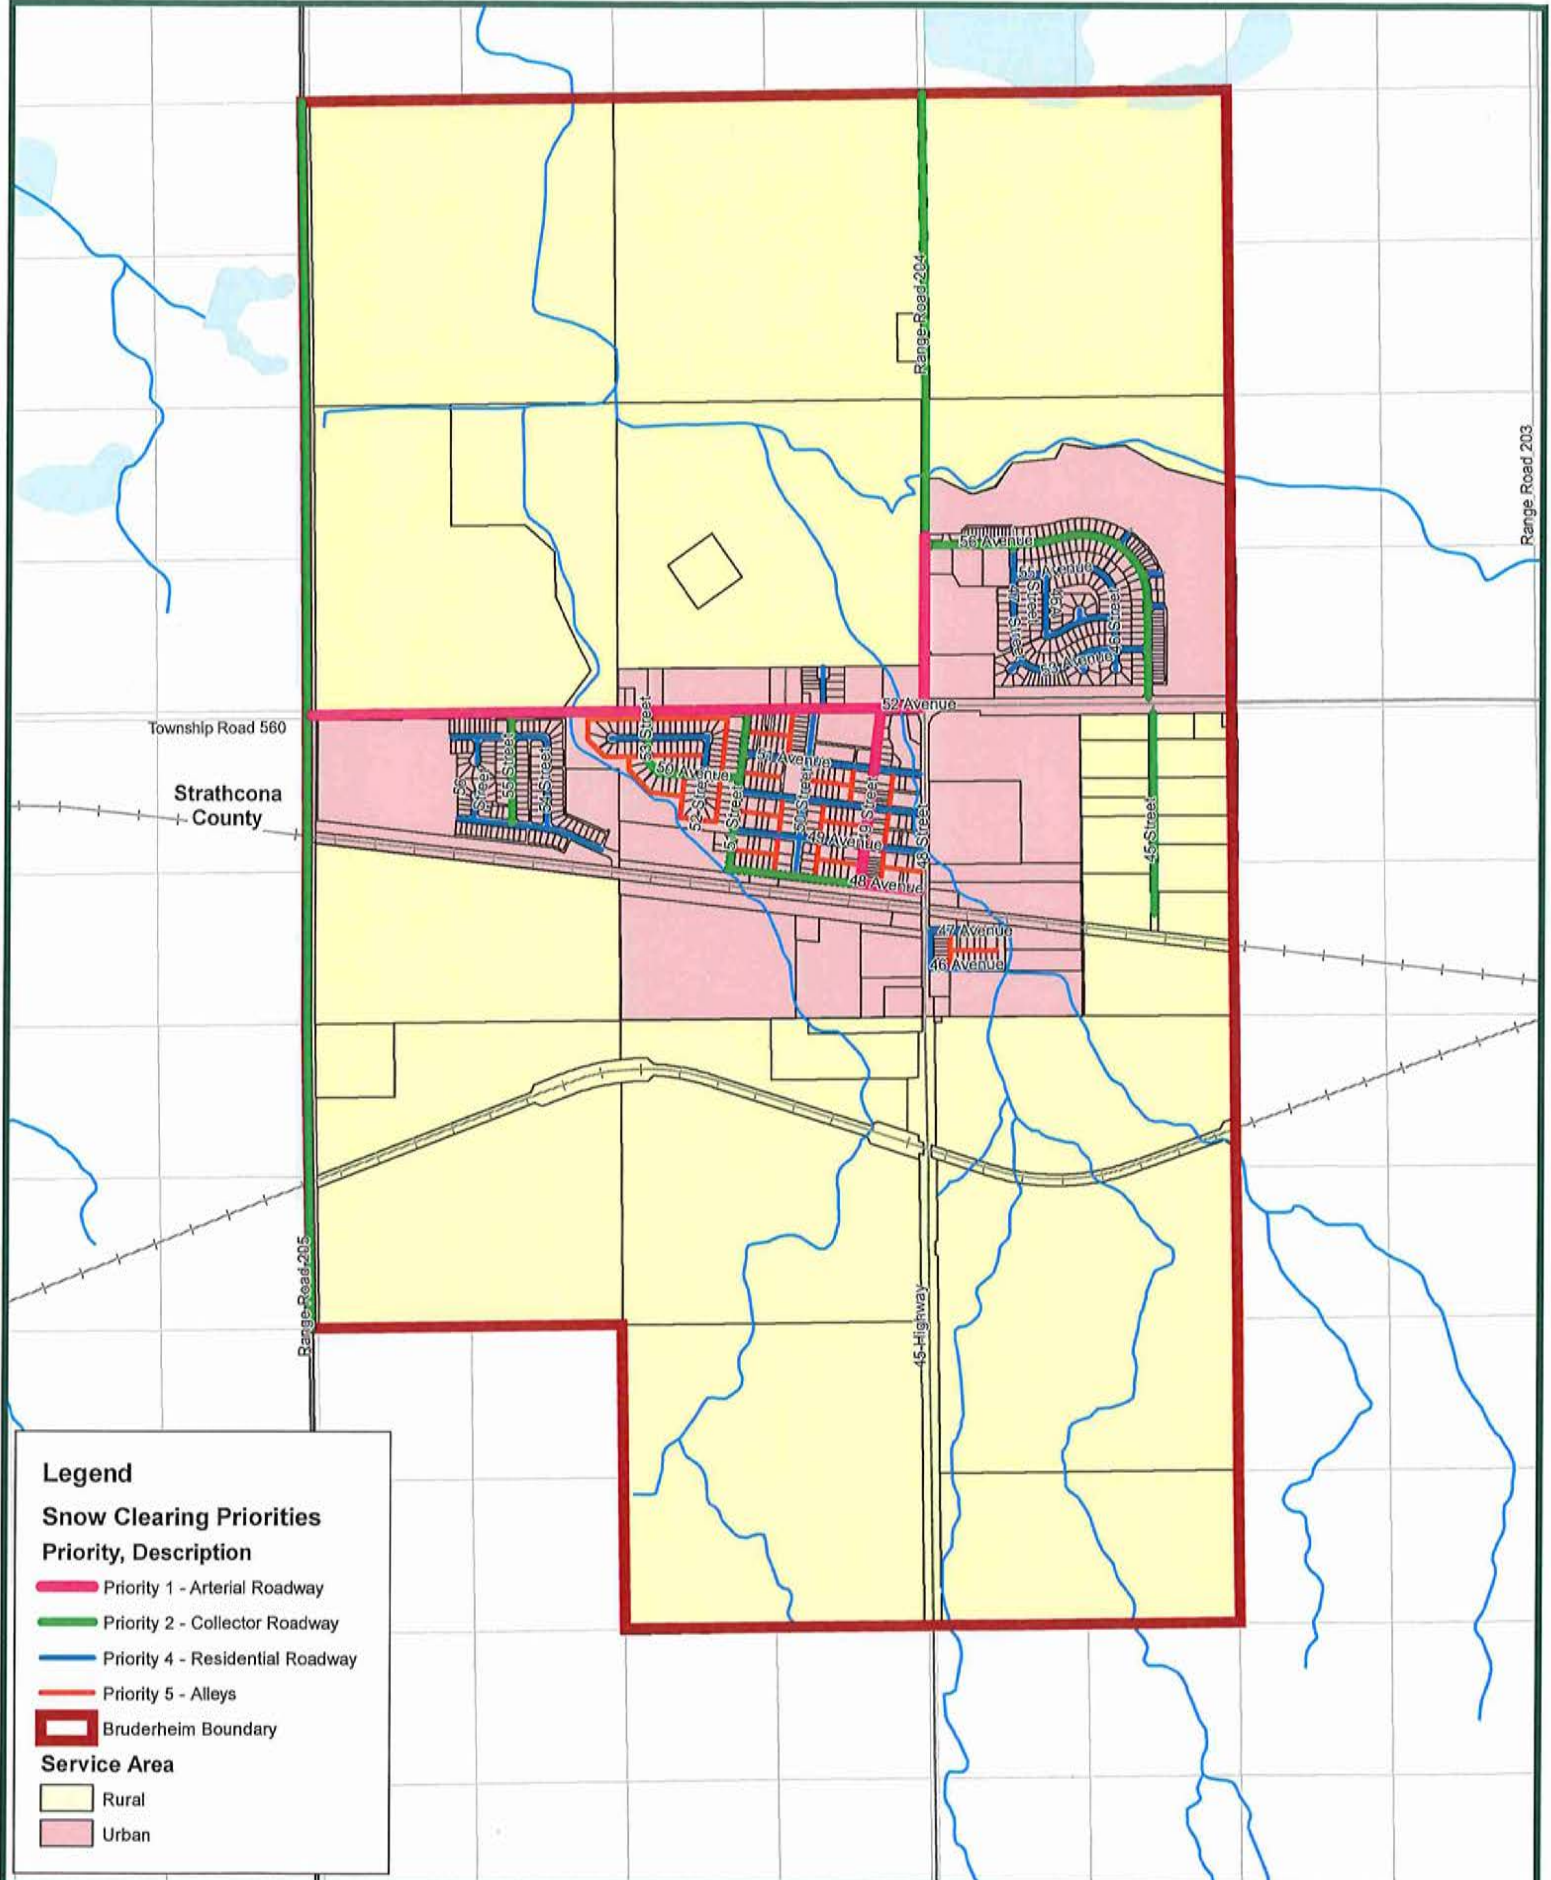 Range Road 204
Range Road 203
56 Avenue
55 Avenue
47 Street
46A Street
46 Street
53 Avenue
52 Avenue
Township Road 560
53 Street
51 Avenue
50 Avenue
56 Street
55 Street
54 Street
52 Street
51 Street
50 Street
49 Street
49 Avenue
48 Street
45 Street
Strathcona
County
48 Avenue
47 Avenue
46 Avenue
Range Road 205
45 Highway
Legend
Snow Clearing Priorities
Priority, Description
Priority 1 - Arterial Roadway
Priority 2 - Collector Roadway
Priority 4 - Residential Roadway
Priority 5 - Alleys
Bruderheim Boundary
Service Area
Rural
Urban